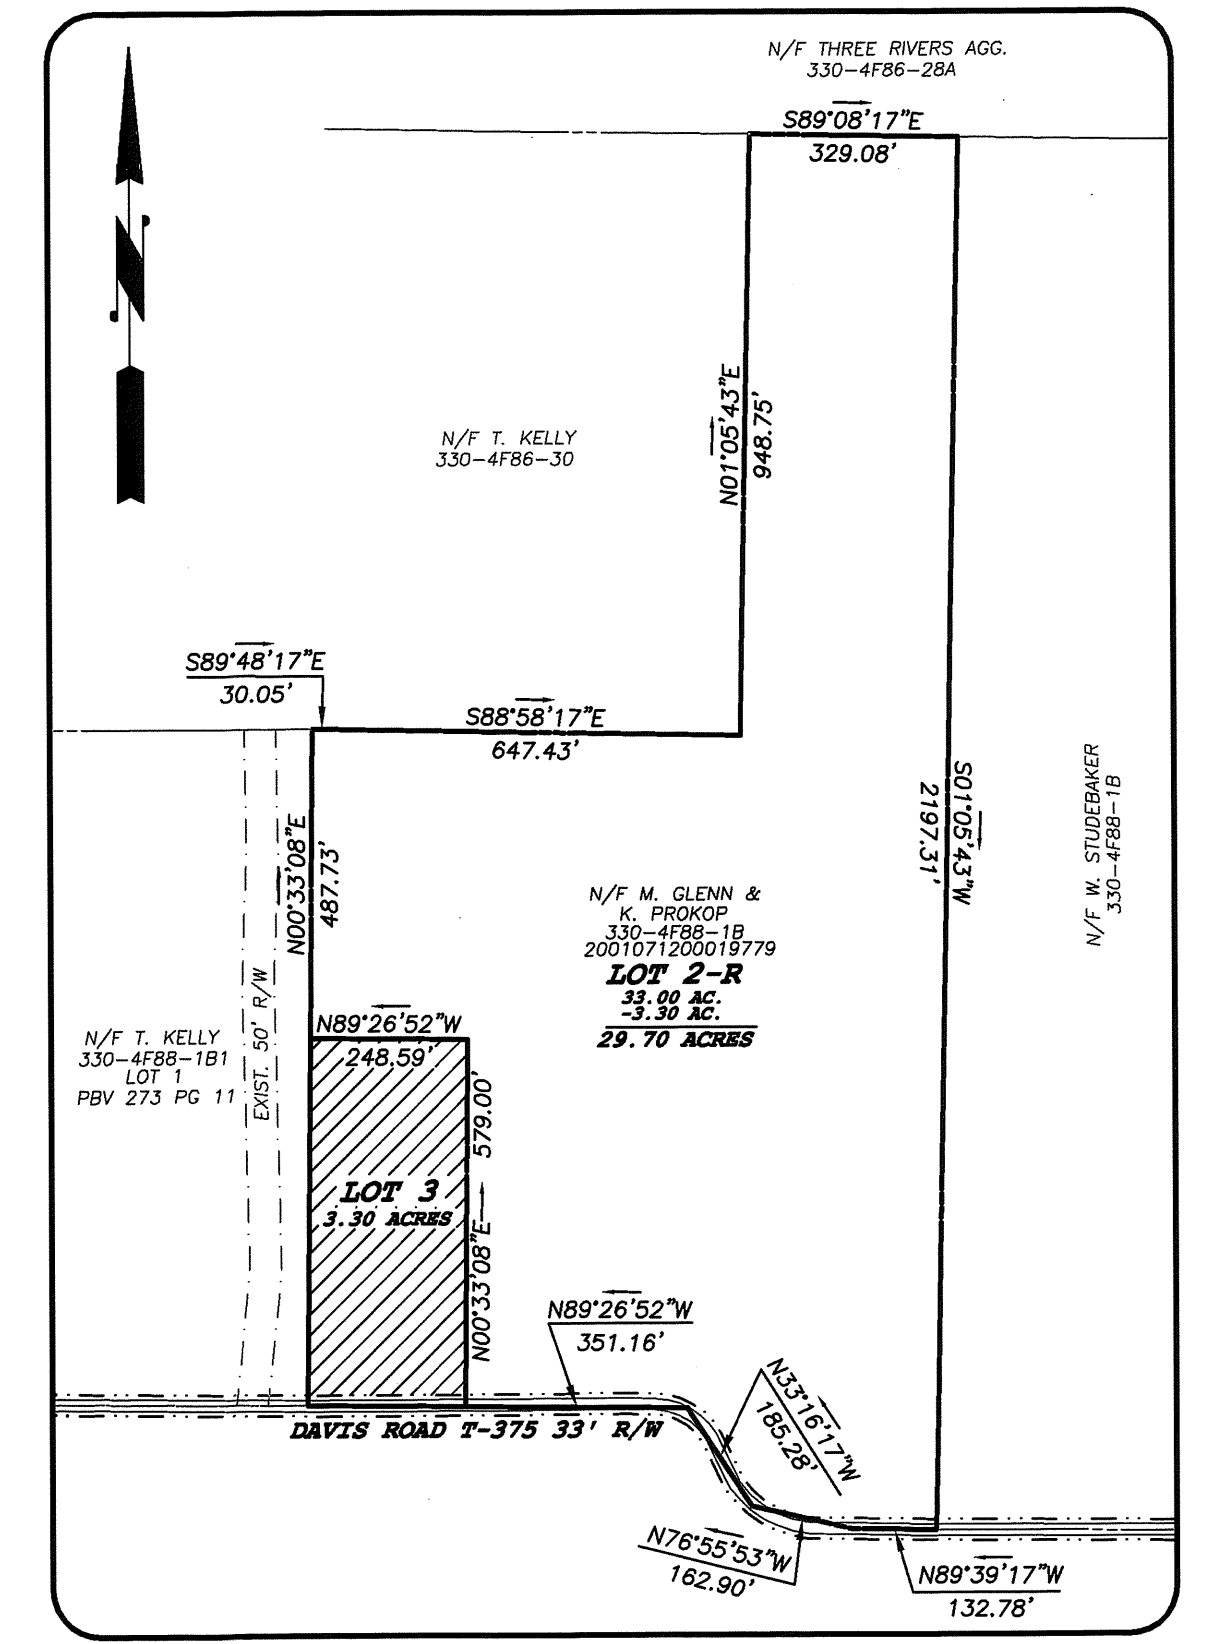 N/F THREE RIVERS AGG.
330-4F86-28A
S89°08'17"E
329.08'
N
N01°05'43"E
948.75'
N/F T. KELLY
330-4F86-30
S89°48'17"E
30.05'
S88°58'17"E
647.43'
S01°05'43"W
2197.31'
N/F W. STUDEBAKER
330-4F88-1B
N00°33'08"E
487.73'
N/F M. GLENN &
K. PROKOP
330-4F88-1B
2001071200019779
LOT 2-R
33.00 AC.
-3.30 AC.
29.70 ACRES
N89°26'52"W
248.59'
N/F T. KELLY
330-4F88-1B1
LOT 1
PBV 273 PG 11
EXIST. 50' R/W
N00°33'08"E 579.00'
LOT 3
3.30 ACRES
N89°26'52"W
351.16'
N33°16'17"W
185.28'
DAVIS ROAD T-375 33' R/W
N76°55'53"W
162.90'
N89°39'17"W
132.78'